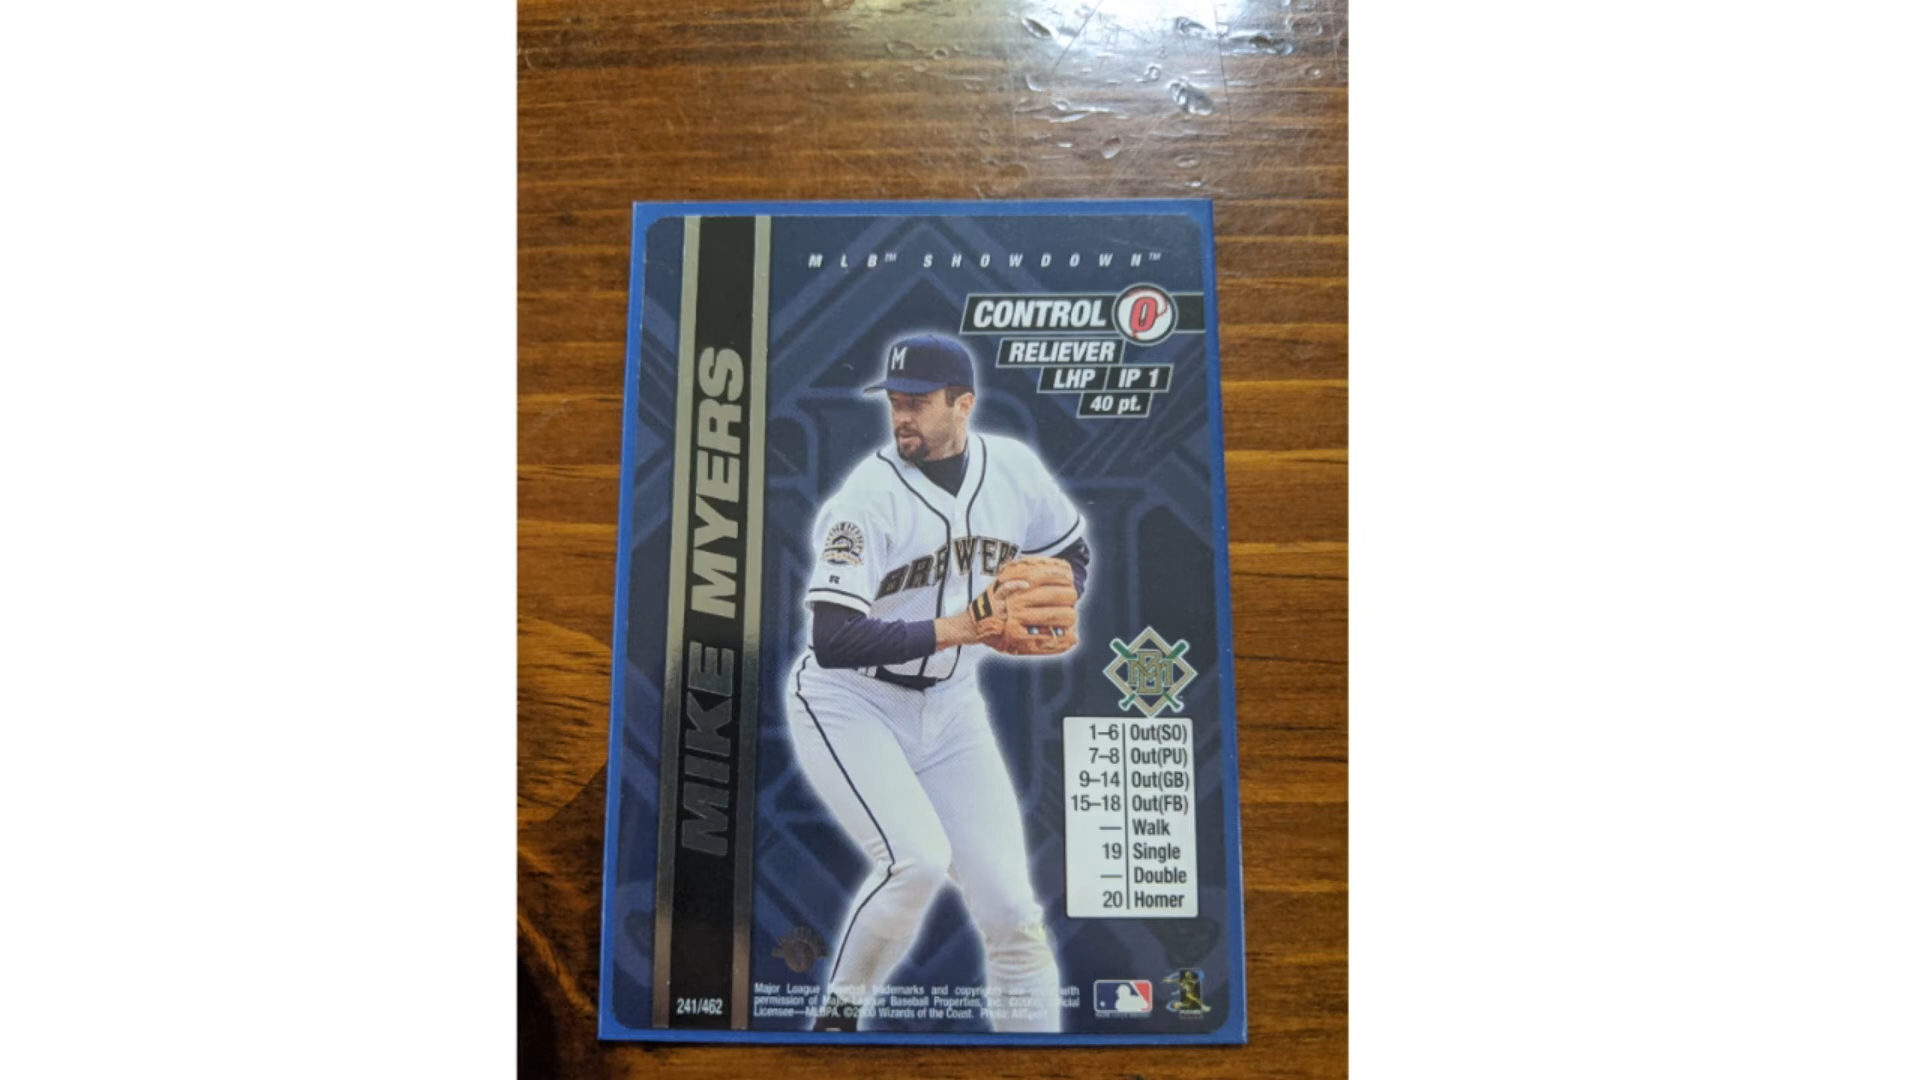 MLB™ SHOWDOWN™
CONTROL 0
RELIEVER
LHP IP 1
40 pt.
MIKE MYERS
M
BREWERS
1–6 Out(SO)
7–8 Out(PU)
9–14 Out(GB)
15–18 Out(FB)
— Walk
19 Single
— Double
20 Homer
241/462
Major League Baseball trademarks and copyrights are used with
permission of Major League Baseball Properties, Inc. ©2000 Official
Licensee—MLBPA. ©2000 Wizards of the Coast. Photo: AllSport